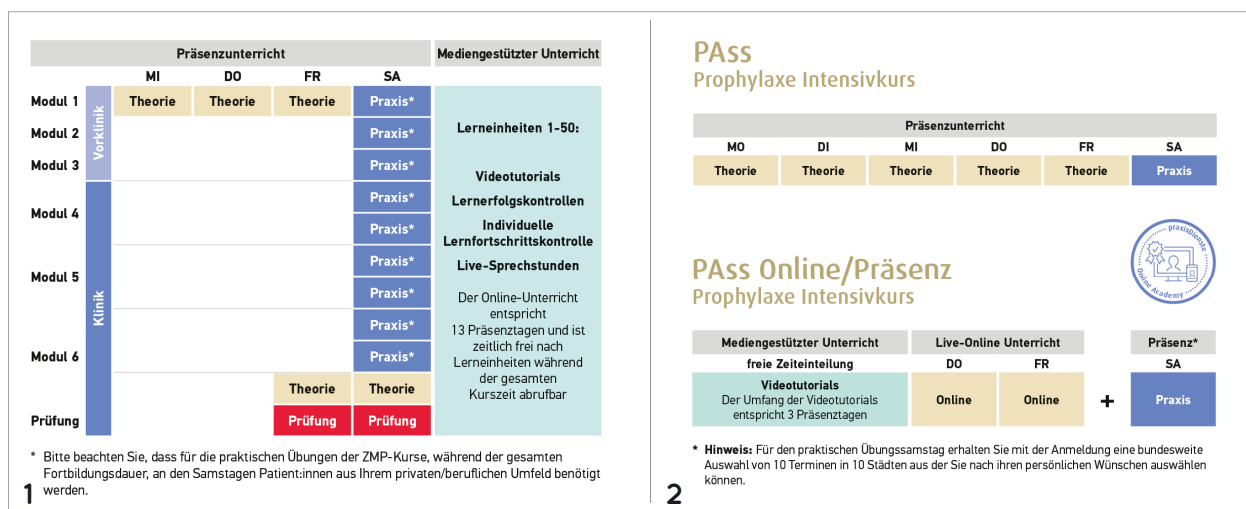 Präsenzunterricht
Mediengestützter Unterricht
MI DO FR SA
Modul 1 Theorie Theorie Theorie Praxis*
Modul 2 Praxis*
Modul 3 Praxis*
Vorklinik
Praxis*
Modul 4
Praxis*
Praxis*
Modul 5
Praxis*
Praxis*
Modul 6 Praxis*
Klinik
Theorie Theorie
Prüfung Prüfung Prüfung
Lerneinheiten 1-50:
Videotutorials
Lernerfolgskontrollen
Individuelle
Lernfortschrittskontrolle
Live-Sprechstunden
Der Online-Unterricht
entspricht
13 Präsenztagen und ist
zeitlich frei nach
Lerneinheiten während
der gesamten
Kurszeit abrufbar
* Bitte beachten Sie, dass für die praktischen Übungen der ZMP-Kurse, während der gesamten
Fortbildungsdauer, an den Samstagen Patient:innen aus Ihrem privaten/beruflichen Umfeld benötigt
werden.
1
PAss
Prophylaxe Intensivkurs
Präsenzunterricht
MO DI MI DO FR SA
Theorie Theorie Theorie Theorie Theorie Praxis
praxisDienste
Online Academy
PAss Online/Präsenz
Prophylaxe Intensivkurs
Mediengestützter Unterricht Live-Online Unterricht Präsenz*
freie Zeiteinteilung DO FR SA
Videotutorials
Der Umfang der Videotutorials
entspricht 3 Präsenztagen
Online Online + Praxis
* Hinweis: Für den praktischen Übungssamstag erhalten Sie mit der Anmeldung eine bundesweite
Auswahl von 10 Terminen in 10 Städten aus der Sie nach ihren persönlichen Wünschen auswählen
können.
2